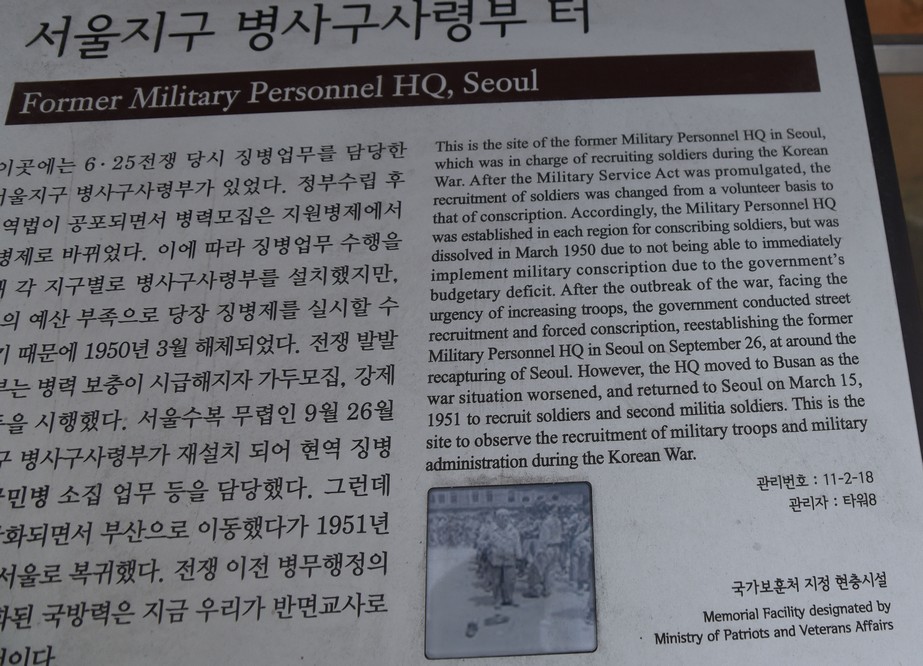 서울지구 병사구사령부 터
Former Military Personnel HQ, Seoul
이곳에는 6·25전쟁 당시 징병업무를 담당한
서울지구 병사구사령부가 있었다. 정부수립 후
역법이 공포되면서 병력모집은 지원병제에서
병제로 바뀌었다. 이에 따라 징병업무 수행을
각 지구별로 병사구사령부를 설치했지만,
의 예산 부족으로 당장 징병제를 실시할 수
기 때문에 1950년 3월 해체되었다. 전쟁 발발
부는 병력 보충이 시급해지자 가두모집, 강제
등을 시행했다. 서울수복 무렵인 9월 26일
구 병사구사령부가 재설치 되어 현역 징병
국민병 소집 업무 등을 담당했다. 그런데
화되면서 부산으로 이동했다가 1951년
서울로 복귀했다. 전쟁 이전 병무행정의
화된 국방력은 지금 우리가 반면교사로
것이다.
This is the site of the former Military Personnel HQ in Seoul,
which was in charge of recruiting soldiers during the Korean
War. After the Military Service Act was promulgated, the
recruitment of soldiers was changed from a volunteer basis to
that of conscription. Accordingly, the Military Personnel HQ
was established in each region for conscribing soldiers, but was
dissolved in March 1950 due to not being able to immediately
implement military conscription due to the government's
budgetary deficit. After the outbreak of the war, facing the
urgency of increasing troops, the government conducted street
recruitment and forced conscription, reestablishing the former
Military Personnel HQ in Seoul on September 26, at around the
recapturing of Seoul. However, the HQ moved to Busan as the
war situation worsened, and returned to Seoul on March 15,
1951 to recruit soldiers and second militia soldiers. This is the
site to observe the recruitment of military troops and military
administration during the Korean War.
관리번호 : 11-2-18
관리자 : 타워8
국가보훈처 지정 현충시설
Memorial Facility designated by
Ministry of Patriots and Veterans Affairs